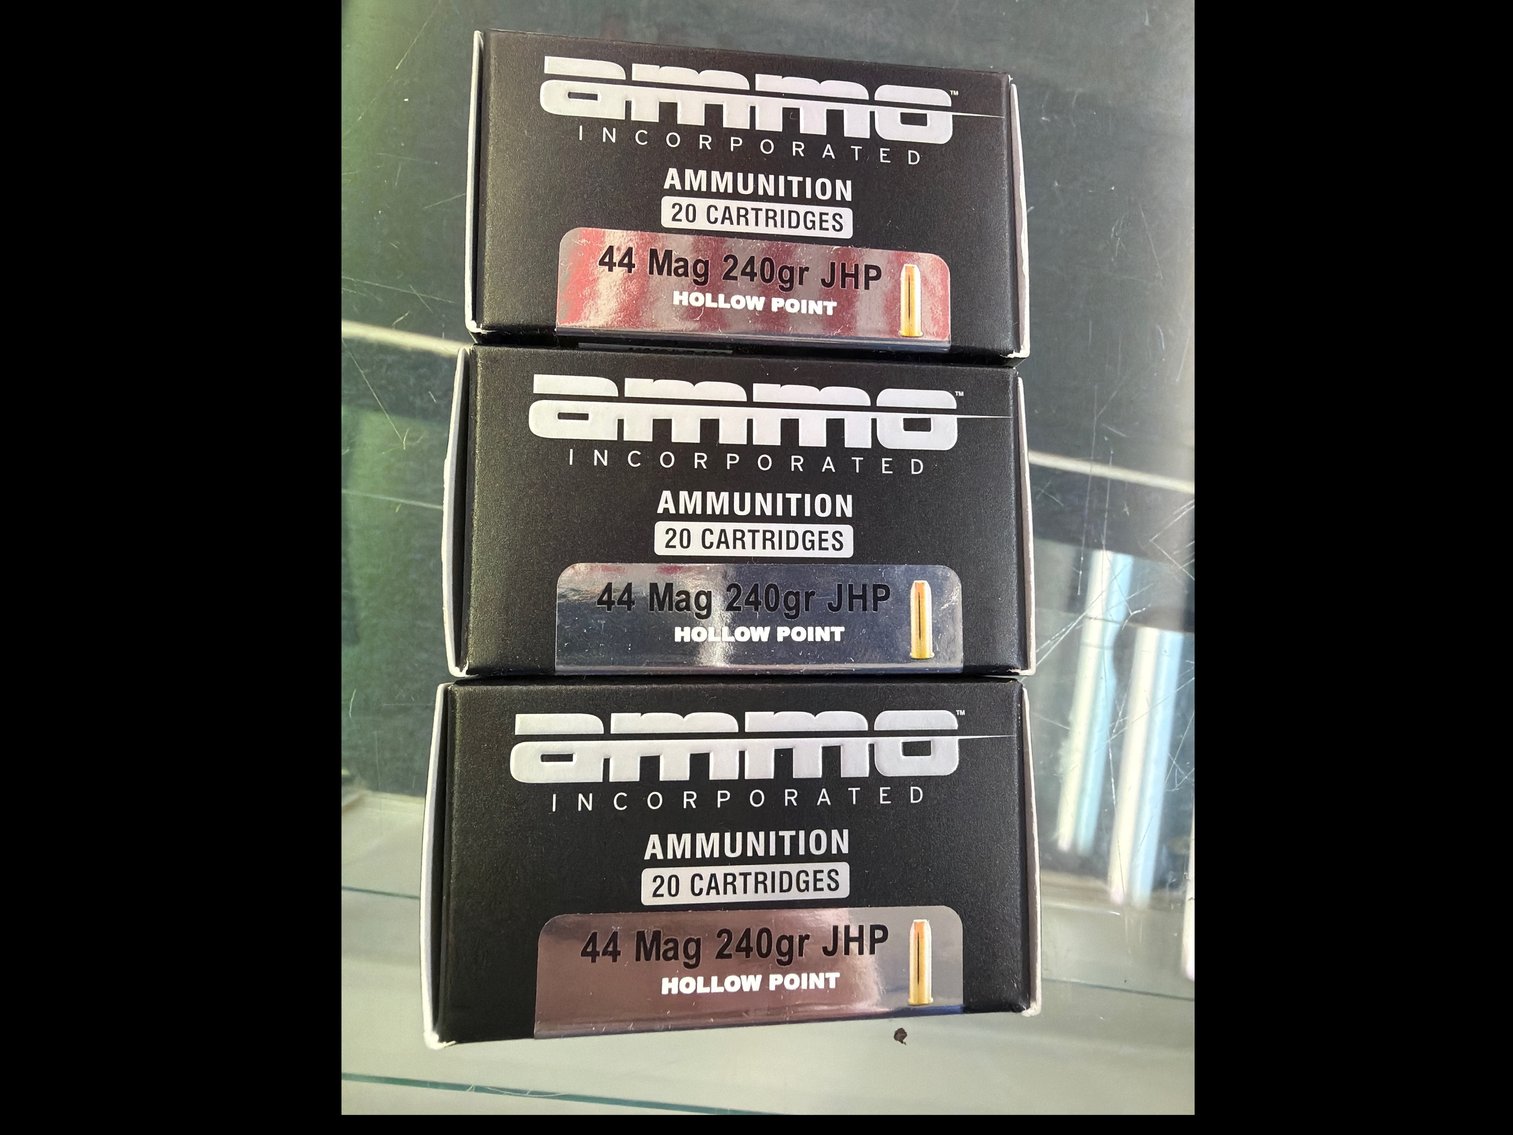 ammo™
INCORPORATED
AMMUNITION
20 CARTRIDGES
44 Mag 240gr JHP
HOLLOW POINT
ammo™
INCORPORATED
AMMUNITION
20 CARTRIDGES
44 Mag 240gr JHP
HOLLOW POINT
ammo™
INCORPORATED
AMMUNITION
20 CARTRIDGES
44 Mag 240gr JHP
HOLLOW POINT